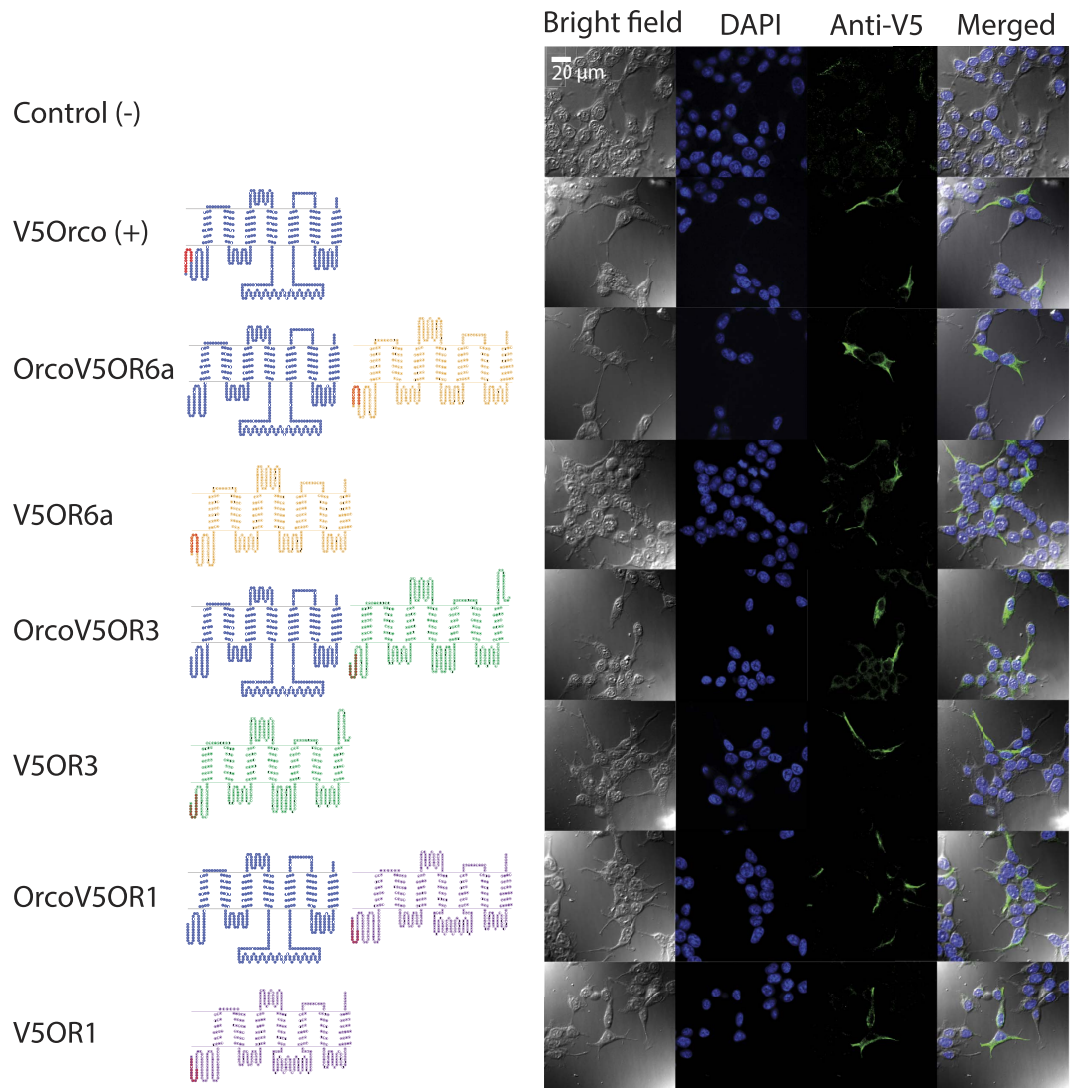 Bright field DAPI Anti-V5 Merged
20 µm
Control (-)
V5Orco (+)
OrcoV5OR6a
V5OR6a
OrcoV5OR3
V5OR3
OrcoV5OR1
V5OR1